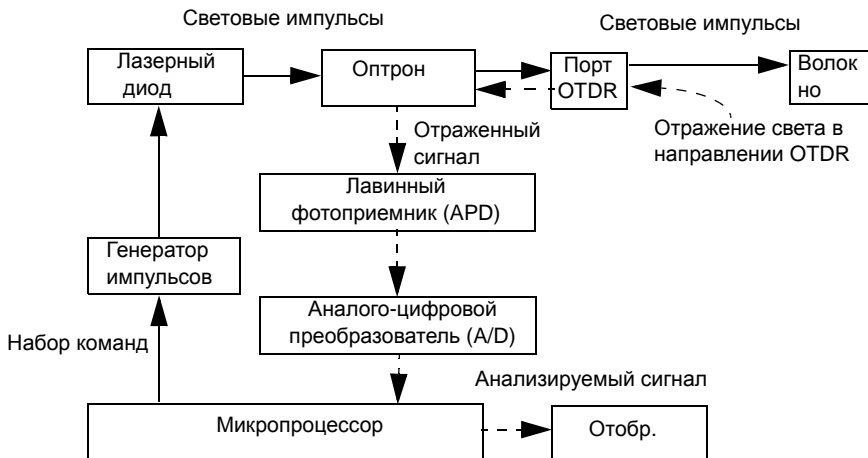 Световые импульсы
Световые импульсы
Лазерный
диод
Оптрон
Порт
OTDR
Волок
но
Отраженный
сигнал
Отражение света в
направлении OTDR
Лавинный
фотоприемник (APD)
Генератор
импульсов
Аналого-цифровой
преобразователь (A/D)
Набор команд
Анализируемый сигнал
Микропроцессор
Отобр.